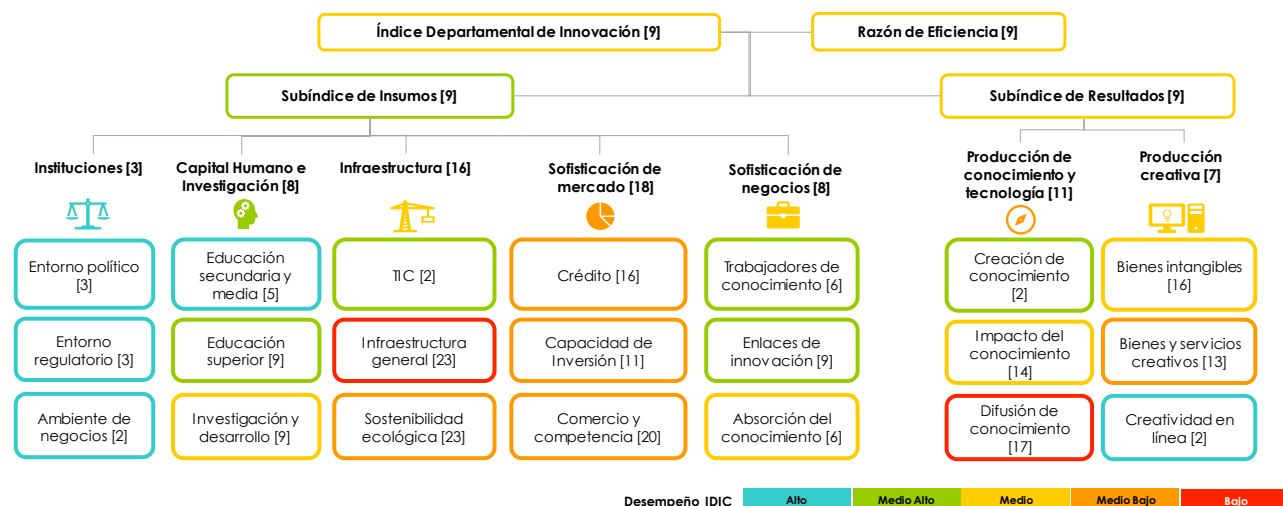 Índice Departamental de Innovación [9]
Razón de Eficiencia [9]
Subíndice de Insumos [9]
Subíndice de Resultados [9]
Instituciones [3]
Capital Humano e
Investigación [8]
Infraestructura [16]
Sofisticación de
mercado [18]
Sofisticación de
negocios [8]
Producción de
conocimiento y
tecnología [11]
Producción
creativa [7]
Entorno político
[3]
Educación
secundaria y
media [5]
TIC [2]
Crédito [16]
Trabajadores de
conocimiento [6]
Creación de
conocimiento
[2]
Bienes intangibles
[16]
Entorno
regulatorio [3]
Educación
superior [9]
Infraestructura
general [23]
Capacidad de
Inversión [11]
Enlaces de
innovación [9]
Impacto del
conocimiento
[14]
Bienes y servicios
creativos [13]
Ambiente de
negocios [2]
Investigación y
desarrollo [9]
Sostenibilidad
ecológica [23]
Comercio y
competencia [20]
Absorción del
conocimiento [6]
Difusión de
conocimiento
[17]
Creatividad en
línea [2]
Desempeño IDIC
Alto
Medio Alto
Medio
Medio Bajo
Bajo